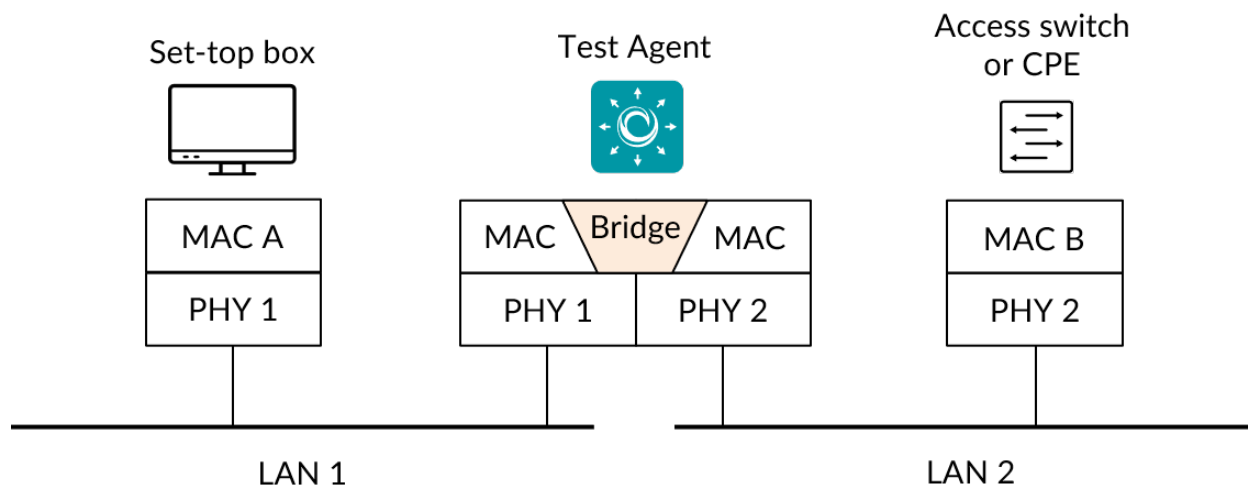 Set-top box
Test Agent
Access switch
or CPE
MAC A
MAC
Bridge
MAC
MAC B
PHY 1
PHY 1
PHY 2
PHY 2
LAN 1
LAN 2